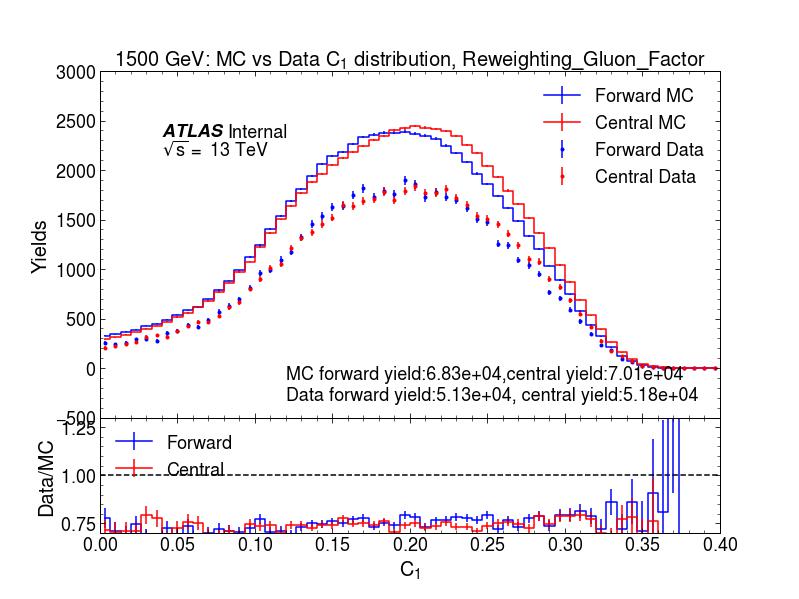 1500 GeV: MC vs Data C₁ distribution, Reweighting_Gluon_Factor
3000
2500
2000
1500
1000
500
0
-500
Yields
ATLAS Internal
√s = 13 TeV
Forward MC
Central MC
Forward Data
Central Data
MC forward yield:6.83e+04,central yield:7.01e+04
Data forward yield:5.13e+04, central yield:5.18e+04
1.25
1.00
0.75
Data/MC
Forward
Central
0.00 0.05 0.10 0.15 0.20 0.25 0.30 0.35 0.40
C₁